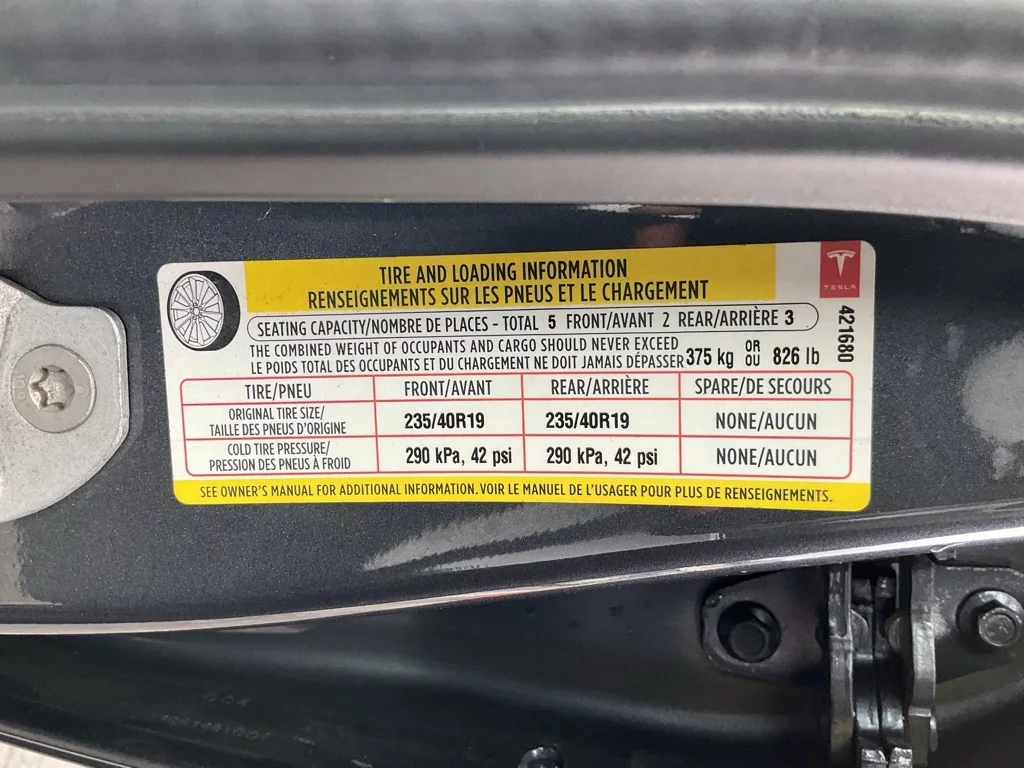 TIRE AND LOADING INFORMATION
RENSEIGNEMENTS SUR LES PNEUS ET LE CHARGEMENT
TESLA
SEATING CAPACITY/NOMBRE DE PLACES - TOTAL 5 FRONT/AVANT 2 REAR/ARRIÈRE 3
421680
THE COMBINED WEIGHT OF OCCUPANTS AND CARGO SHOULD NEVER EXCEED
LE POIDS TOTAL DES OCCUPANTS ET DU CHARGEMENT NE DOIT JAMAIS DÉPASSER
375 kg OR OU 826 lb
TIRE/PNEU FRONT/AVANT REAR/ARRIÈRE SPARE/DE SECOURS
ORIGINAL TIRE SIZE/
TAILLE DES PNEUS D'ORIGINE
235/40R19 235/40R19 NONE/AUCUN
COLD TIRE PRESSURE/
PRESSION DES PNEUS À FROID
290 kPa, 42 psi 290 kPa, 42 psi NONE/AUCUN
SEE OWNER'S MANUAL FOR ADDITIONAL INFORMATION. VOIR LE MANUEL DE L'USAGER POUR PLUS DE RENSEIGNEMENTS.